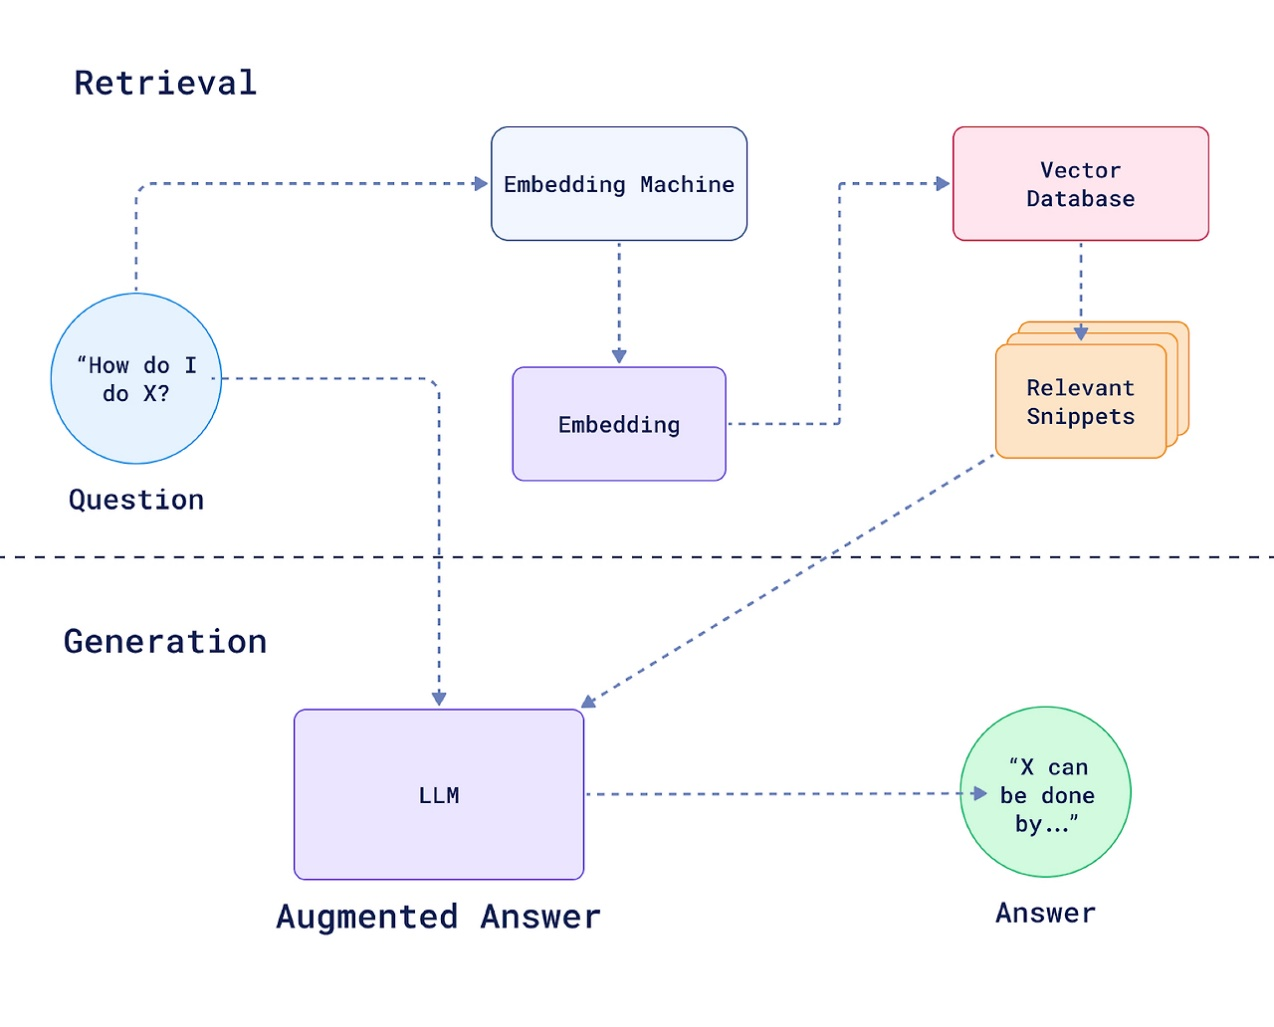 Retrieval
Embedding Machine
Vector
Database
“How do I
do X?
Relevant
Snippets
Embedding
Question
Generation
LLM
“X can
be done
by...”
Augmented Answer
Answer